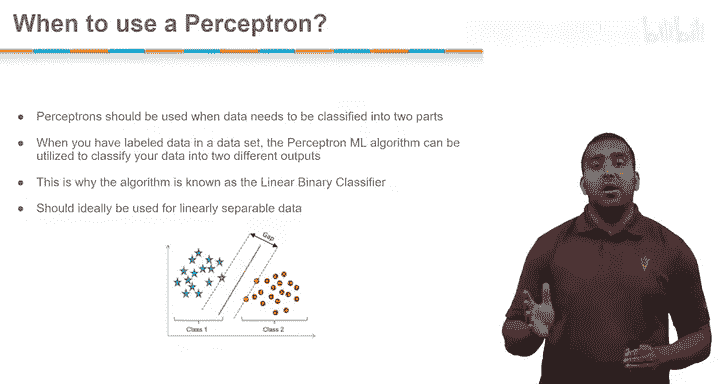 When to use a Perceptron?
bilibili
● Perceptrons should be used when data needs to be classified into two parts
● When you have labeled data in a data set, the Perceptron ML algorithm can be
utilized to classify your data into two different outputs
● This is why the algorithm is known as the Linear Binary Classifier
● Should ideally be used for linearly separable data
Gap
Class 1
Class 2